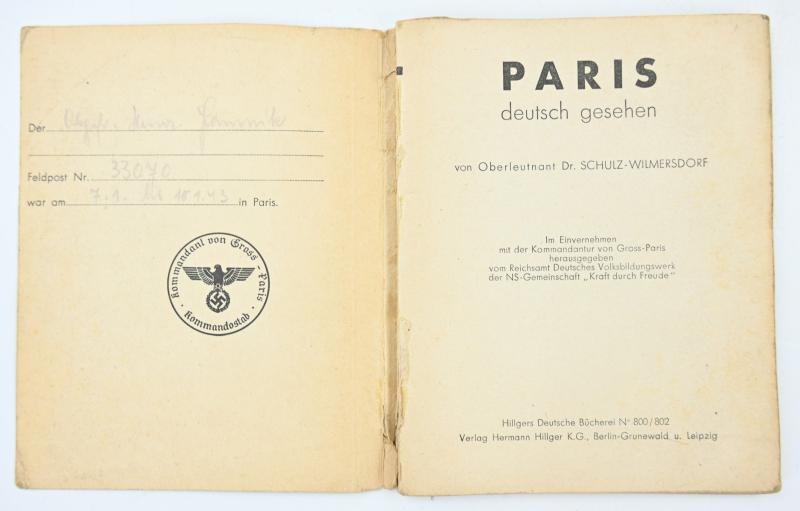 Der Obgefr. Heinz
Feldpost Nr. 33070
war am 7.1. bis 10.1.43 in Paris.
Kommandant von Gross-Paris
Kommandostab
PARIS
deutsch gesehen
von Oberleutnant Dr. SCHULZ-WILMERSDORF
Im Einvernehmen
mit der Kommandantur von Gross-Paris
herausgegeben
vom Reichsamt Deutsches Volksbildungswerk
der NS-Gemeinschaft „Kraft durch Freude"
Hillgers Deutsche Bücherei N° 800/802
Verlag Hermann Hillger K.G., Berlin-Grunewald u. Leipzig